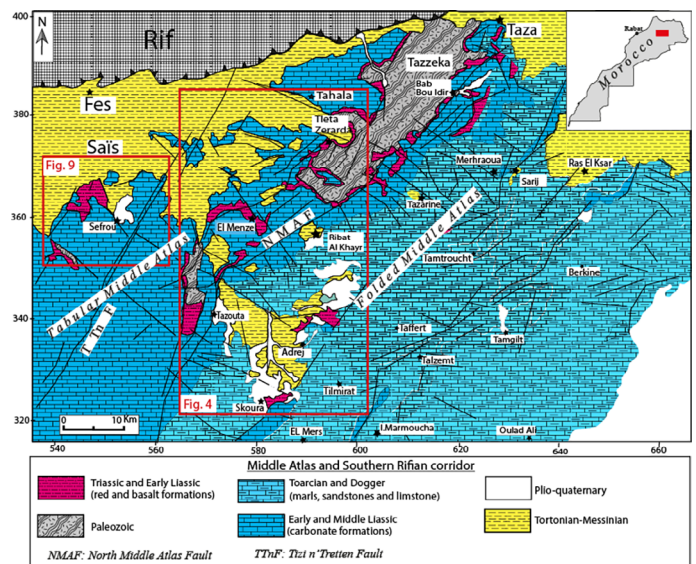 400
380
360
340
320
540
560
580
600
620
640
660
N
Rif
Taza
Tazzeka
Bab
Bou Idir
Fes
Tahala
Tleta
Zerarda
Saïs
Fig. 9
Sefrou
El Menzel
NMAF
Ribat
Al Khayr
Merhraoua
Sarij
Ras El Ksar
Tazarine
Tamtroucht
Berkine
Tabular Middle Atlas
Folded Middle Atlas
T Tn F
Tazouta
Adrej
Taffert
Talzemt
Tamgilt
Tilmirat
Skoura
Fig. 4
EL Mers
I.Marmoucha
Oulad Ali
0 10 Km
Rabat
Morocco
Middle Atlas and Southern Rifian corridor
Triassic and Early Liassic
(red and basalt formations)
Toarcian and Dogger
(marls, sandstones and limstone)
Plio-quaternary
Paleozoic
Early and Middle Liassic
(carbonate formations)
Tortonian-Messinian
NMAF: North Middle Atlas Fault
TTnF: Tizi n'Tretten Fault